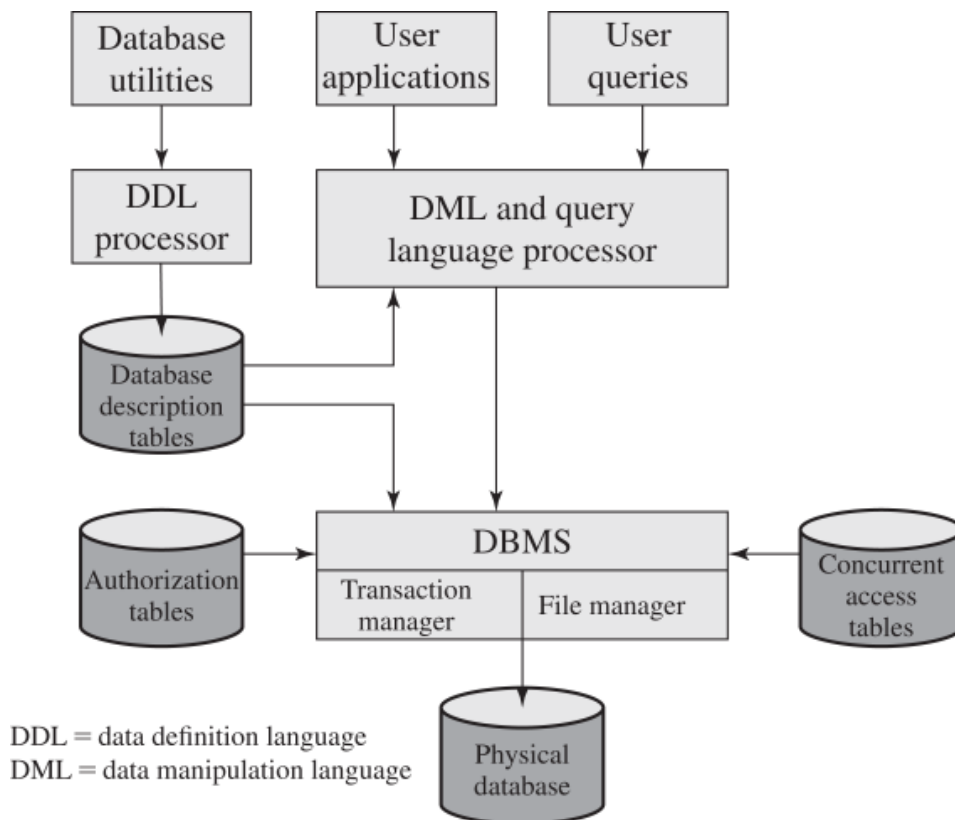 Database
utilities
User
applications
User
queries
DDL
processor
DML and query
language processor
Database
description
tables
DBMS
Transaction
manager
File manager
Authorization
tables
Concurrent
access
tables
Physical
database
DDL = data definition language
DML = data manipulation language